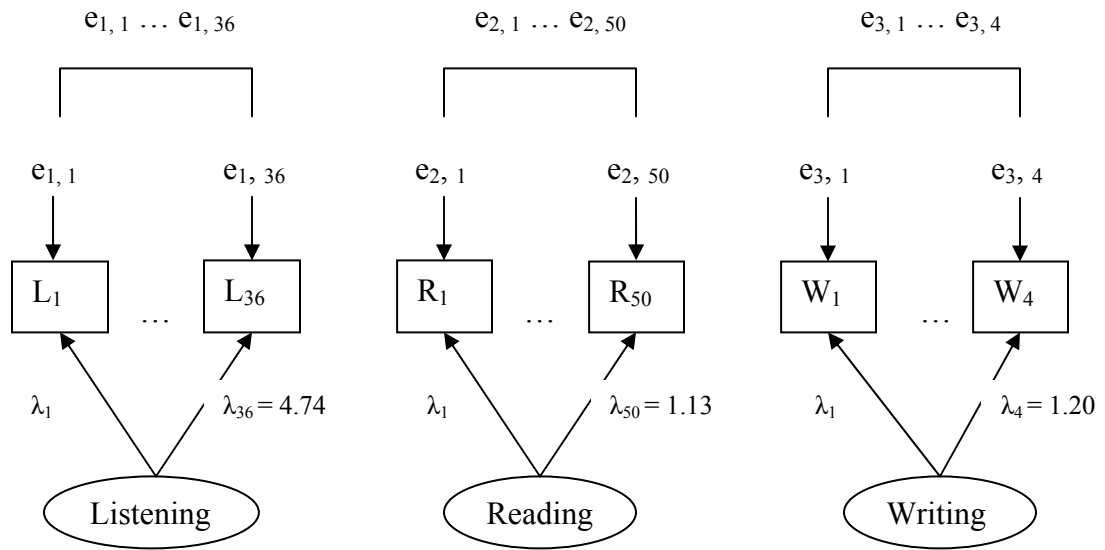 e1, 1 … e1, 36 e2, 1 … e2, 50 e3, 1 … e3, 4
e1, 1 e1, 36 e2, 1 e2, 50 e3, 1 e3, 4
L1 … L36 R1 … R50 W1 … W4
λ1 λ36 = 4.74 λ1 λ50 = 1.13 λ1 λ4 = 1.20
Listening Reading Writing